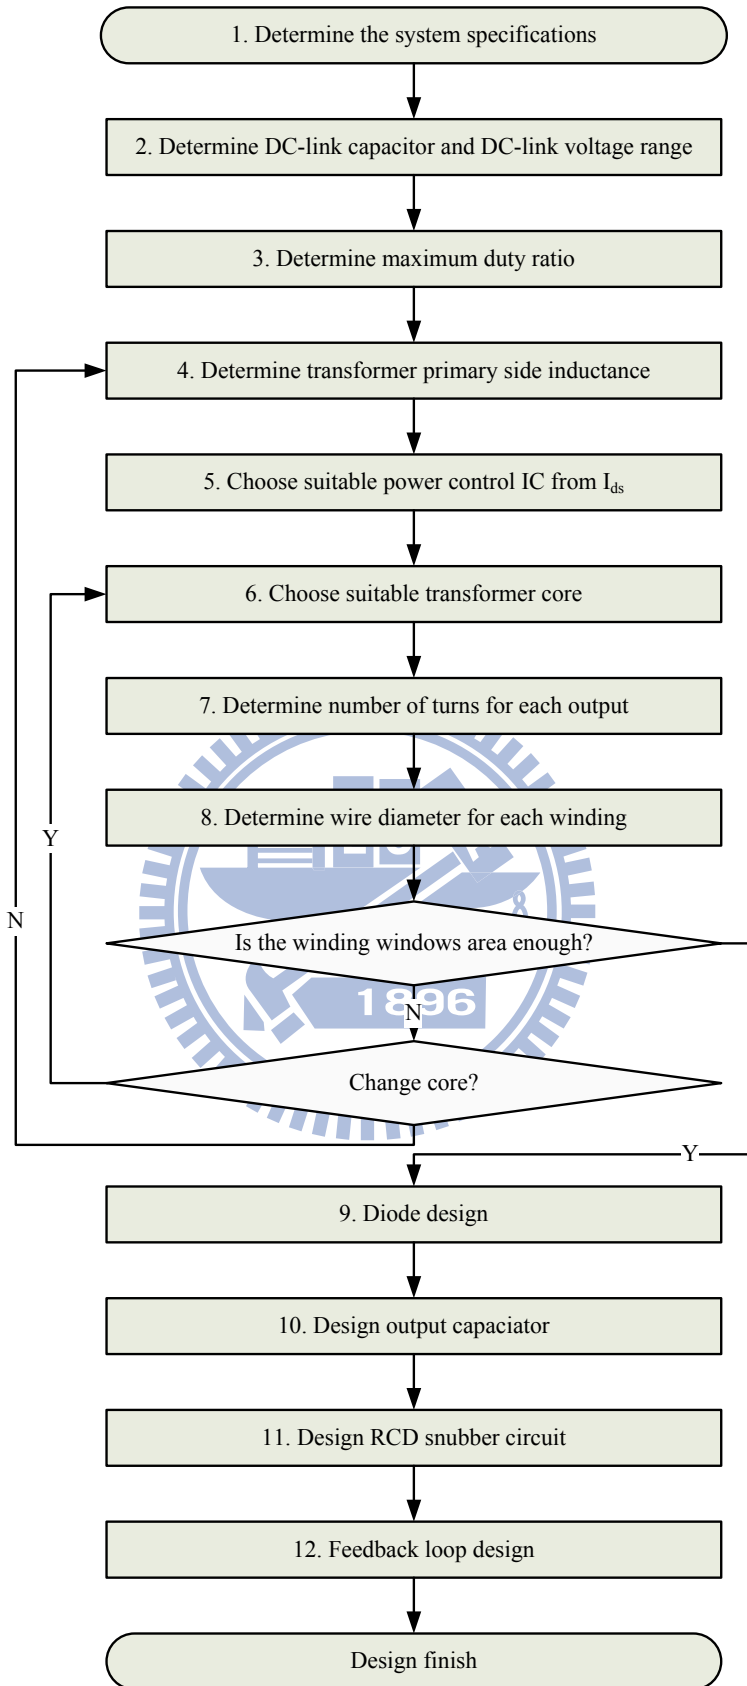 1. Determine the system specifications
2. Determine DC-link capacitor and DC-link voltage range
3. Determine maximum duty ratio
4. Determine transformer primary side inductance
5. Choose suitable power control IC from Ids
6. Choose suitable transformer core
7. Determine number of turns for each output
8. Determine wire diameter for each winding
Y
N
Is the winding windows area enough?
1896
N
Change core?
Y
9. Diode design
10. Design output capaciator
11. Design RCD snubber circuit
12. Feedback loop design
Design finish